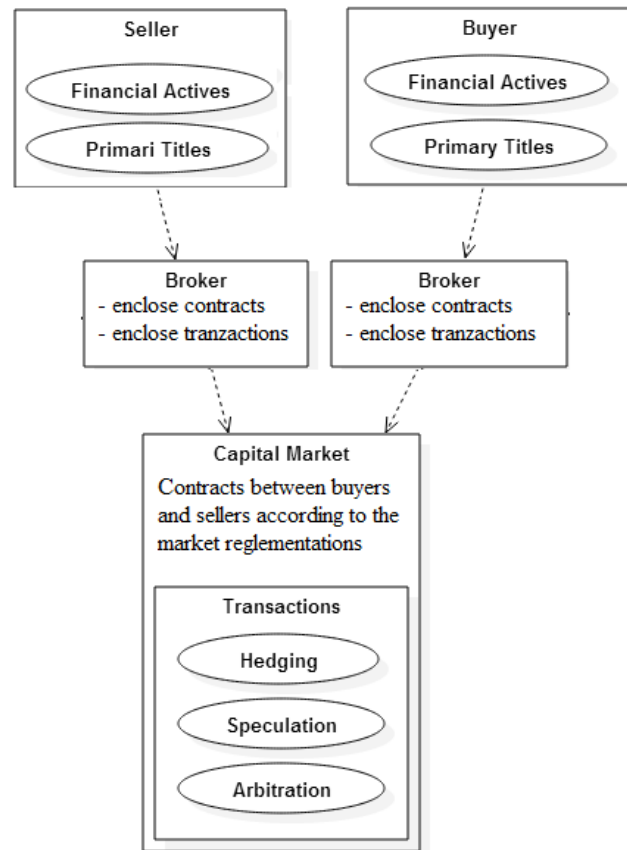 Seller
Financial Actives
Primari Titles
Buyer
Financial Actives
Primary Titles
Broker
- enclose contracts
- enclose tranzactions
Broker
- enclose contracts
- enclose tranzactions
Capital Market
Contracts between buyers
and sellers according to the
market reglementations
Transactions
Hedging
Speculation
Arbitration